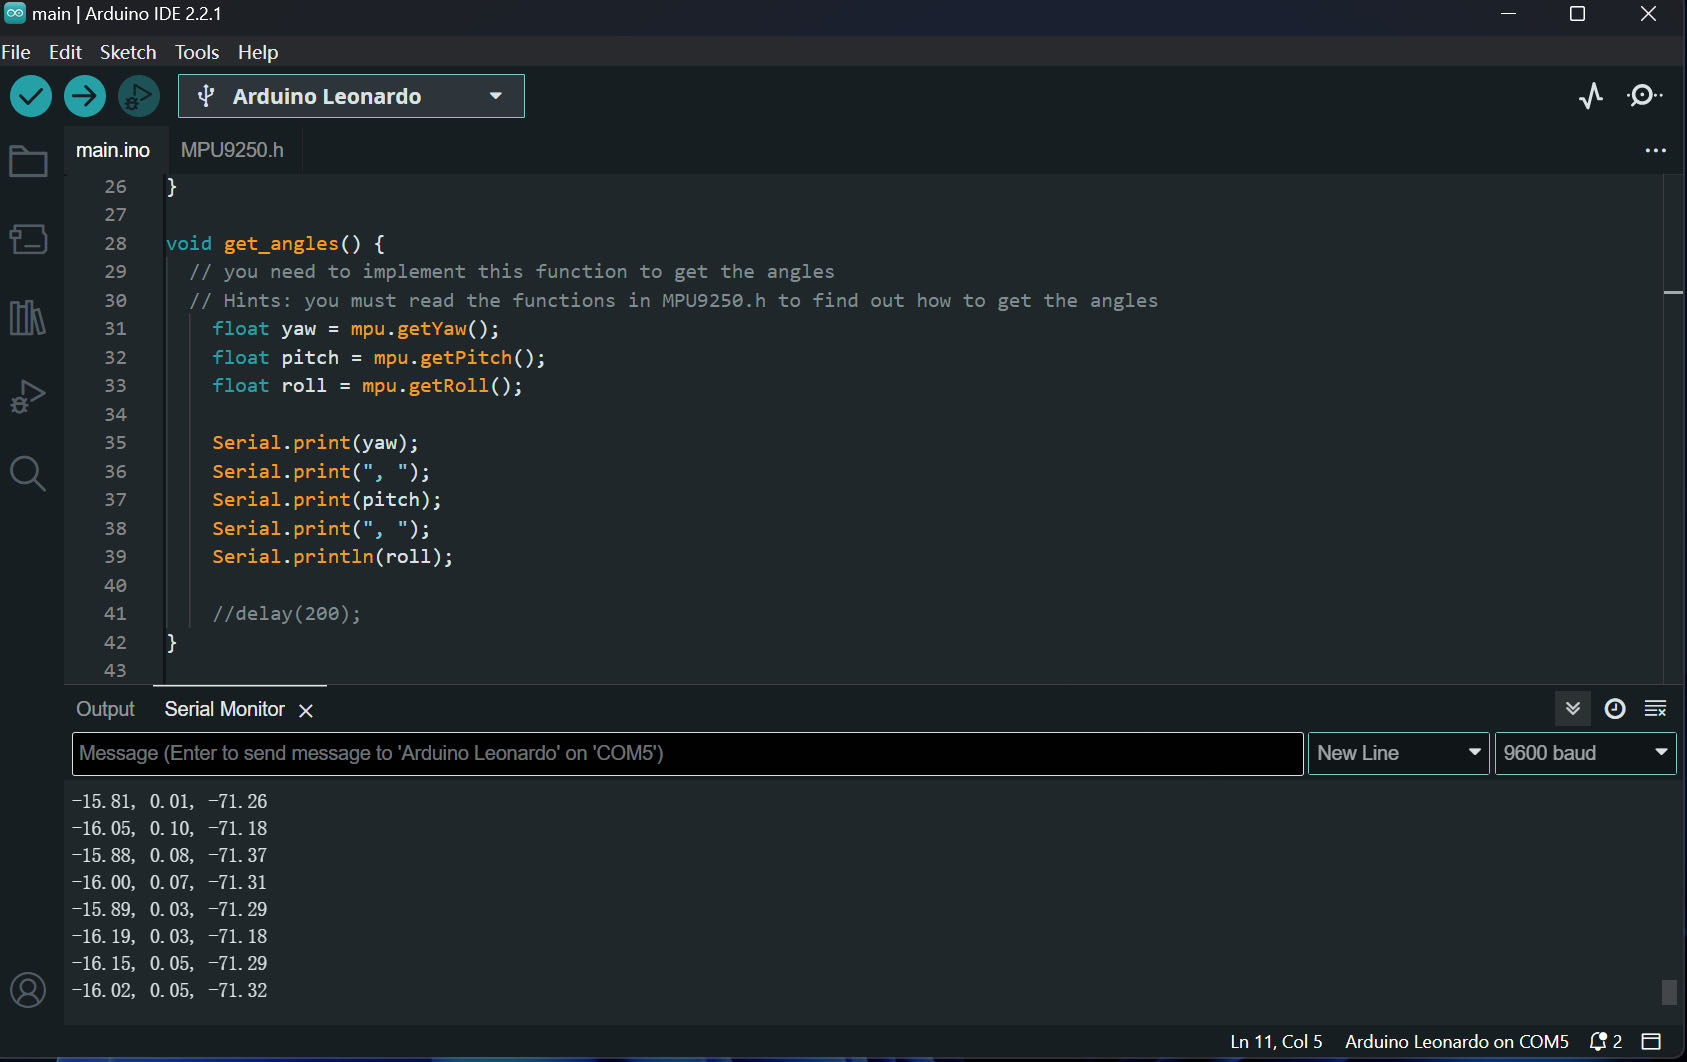 main | Arduino IDE 2.2.1
File Edit Sketch Tools Help
Arduino Leonardo
main.ino MPU9250.h
26 }
27
28 void get_angles() {
29 // you need to implement this function to get the angles
30 // Hints: you must read the functions in MPU9250.h to find out how to get the angles
31 float yaw = mpu.getYaw();
32 float pitch = mpu.getPitch();
33 float roll = mpu.getRoll();
34
35 Serial.print(yaw);
36 Serial.print(", ");
37 Serial.print(pitch);
38 Serial.print(", ");
39 Serial.println(roll);
40
41 //delay(200);
42 }
43
Output Serial Monitor
Message (Enter to send message to 'Arduino Leonardo' on 'COM5') New Line 9600 baud
-15.81, 0.01, -71.26
-16.05, 0.10, -71.18
-15.88, 0.08, -71.37
-16.00, 0.07, -71.31
-15.89, 0.03, -71.29
-16.19, 0.03, -71.18
-16.15, 0.05, -71.29
-16.02, 0.05, -71.32
Ln 11, Col 5 Arduino Leonardo on COM5 2